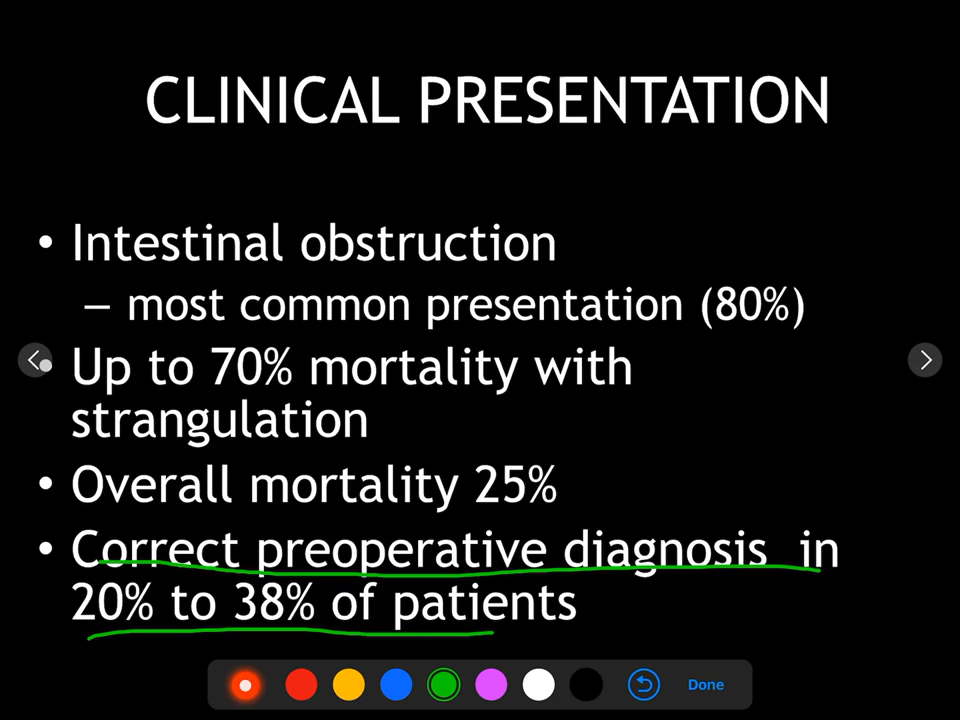 CLINICAL PRESENTATION
• Intestinal obstruction
– most common presentation (80%)
• Up to 70% mortality with
strangulation
• Overall mortality 25%
• Correct preoperative diagnosis in
20% to 38% of patients
Done